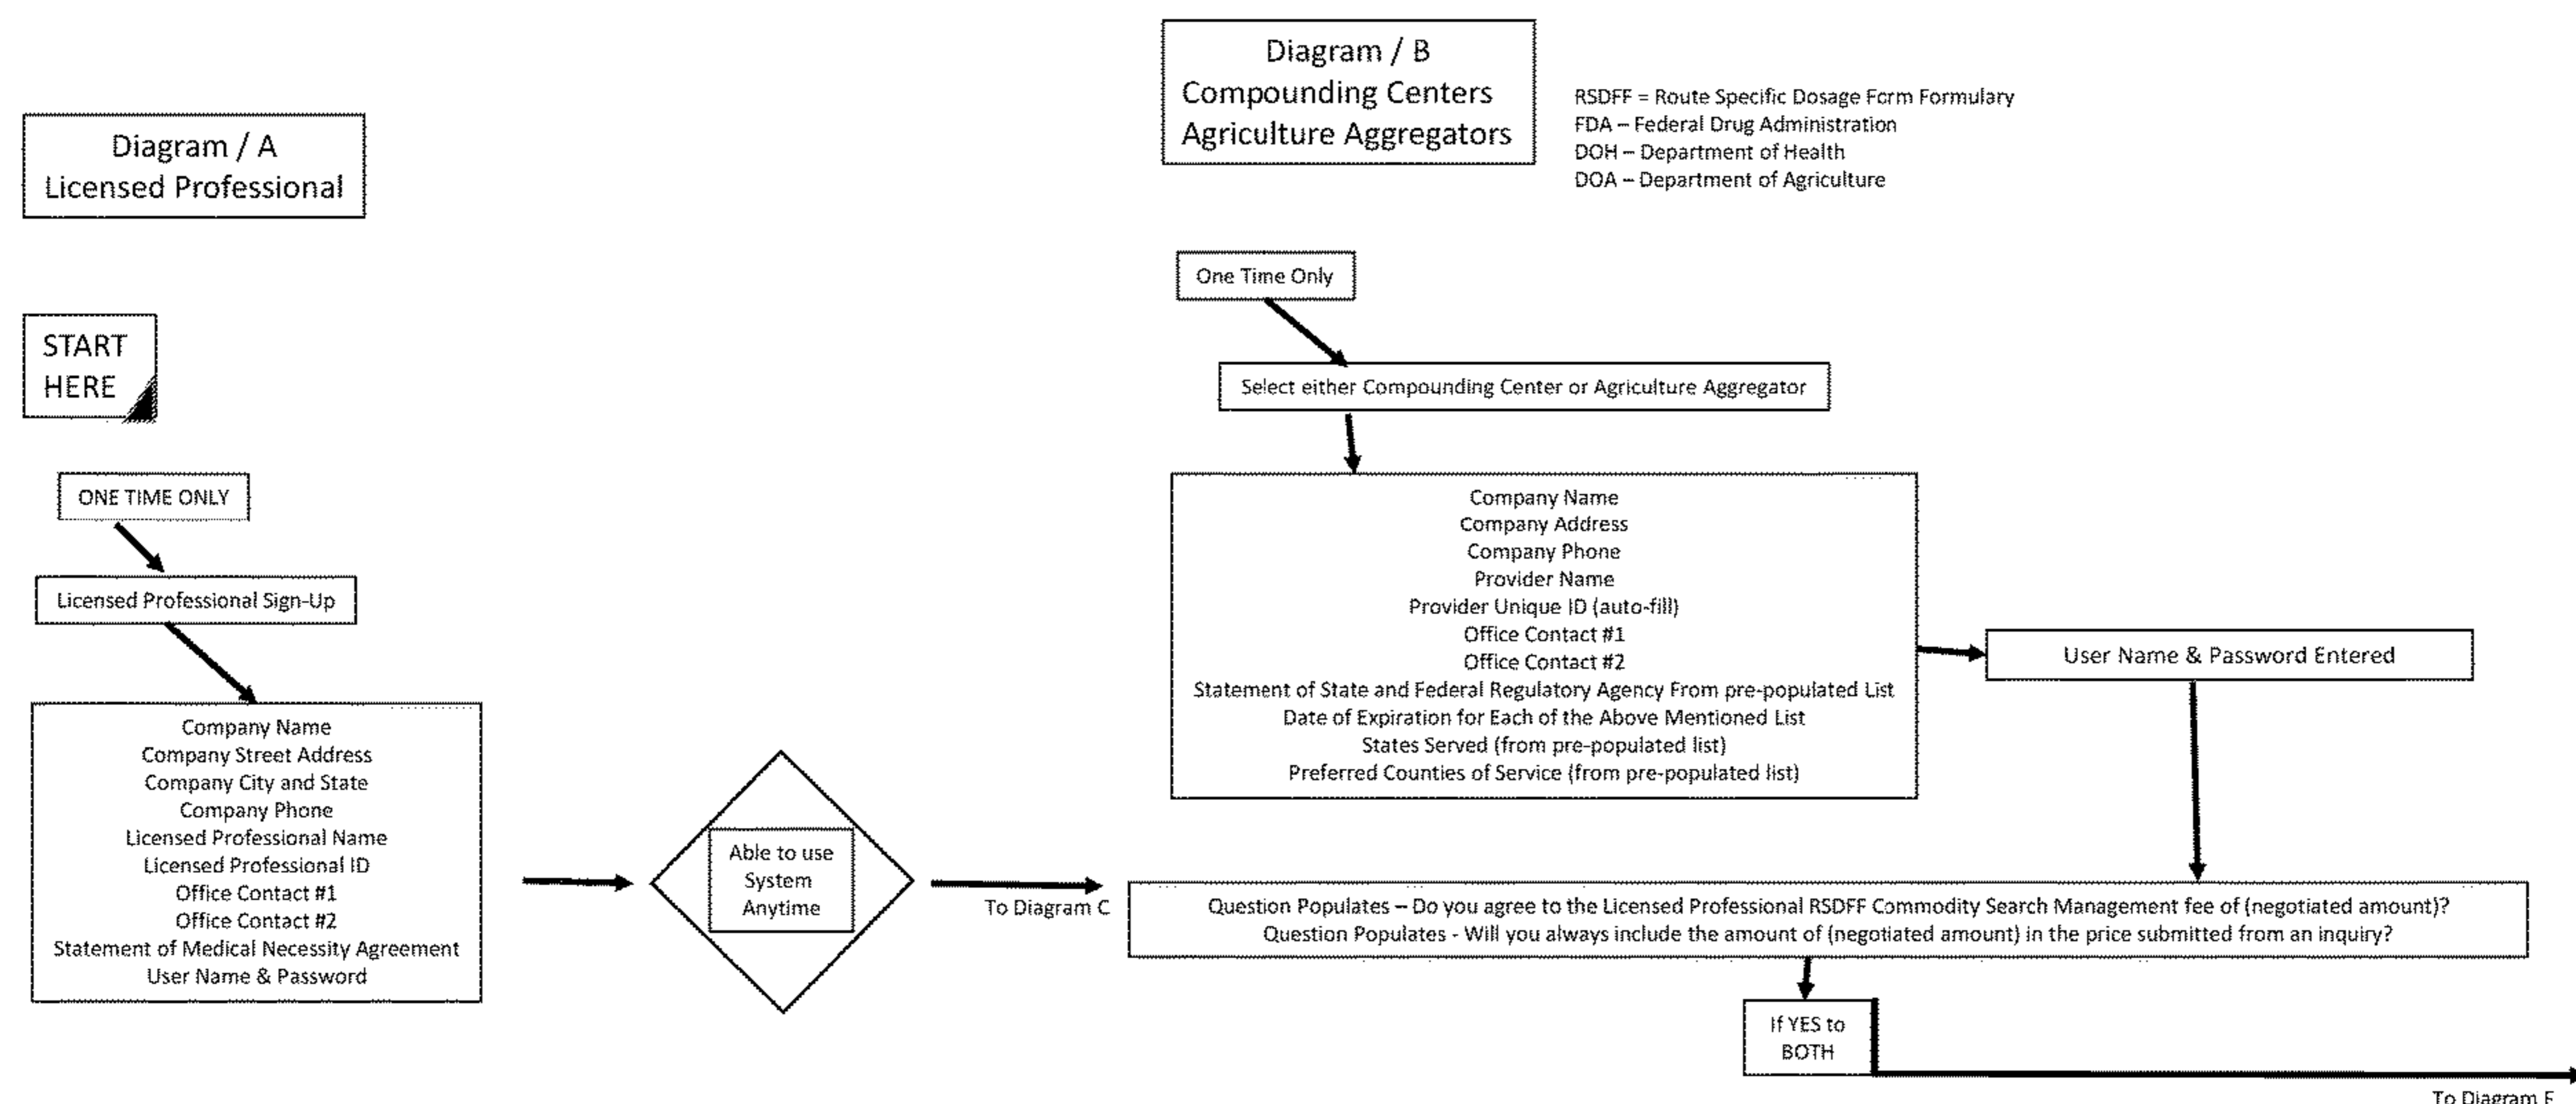 Diagram / A
Licensed Professional
START
HERE
ONE TIME ONLY
Licensed Professional Sign-Up
Company Name
Company Street Address
Company City and State
Company Phone
Licensed Professional Name
Licensed Professional ID
Office Contact #1
Office Contact #2
Statement of Medical Necessity Agreement
User Name & Password
Able to use
System
Anytime
To Diagram C
Diagram / B
Compounding Centers
Agriculture Aggregators
RSDFF = Route Specific Dosage Form Formulary
FDA – Federal Drug Administration
DOH – Department of Health
DOA – Department of Agriculture
One Time Only
Select either Compounding Center or Agriculture Aggregator
Company Name
Company Address
Company Phone
Provider Name
Provider Unique ID (auto-fill)
Office Contact #1
Office Contact #2
Statement of State and Federal Regulatory Agency From pre-populated List
Date of Expiration for Each of the Above Mentioned List
States Served (from pre-populated list)
Preferred Counties of Service (from pre-populated list)
User Name & Password Entered
Question Populates – Do you agree to the Licensed Professional RSDFF Commodity Search Management fee of (negotiated amount)?
Question Populates - Will you always include the amount of (negotiated amount) in the price submitted from an inquiry?
If YES to
BOTH
To Diagram